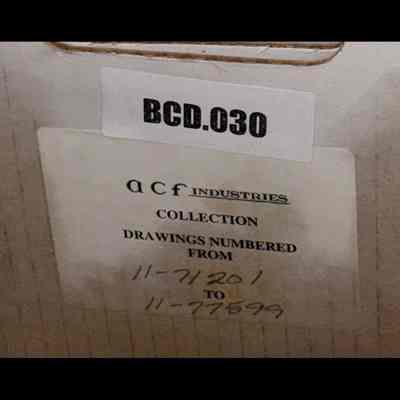 BCD.030
acf INDUSTRIES
COLLECTION
DRAWINGS NUMBERED
FROM
11-71201
TO
11-77599